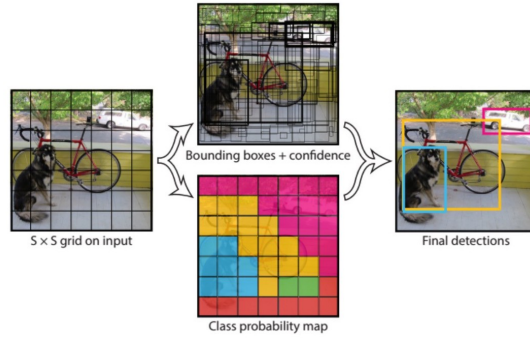 Bounding boxes + confidence
S × S grid on input
Final detections
Class probability map